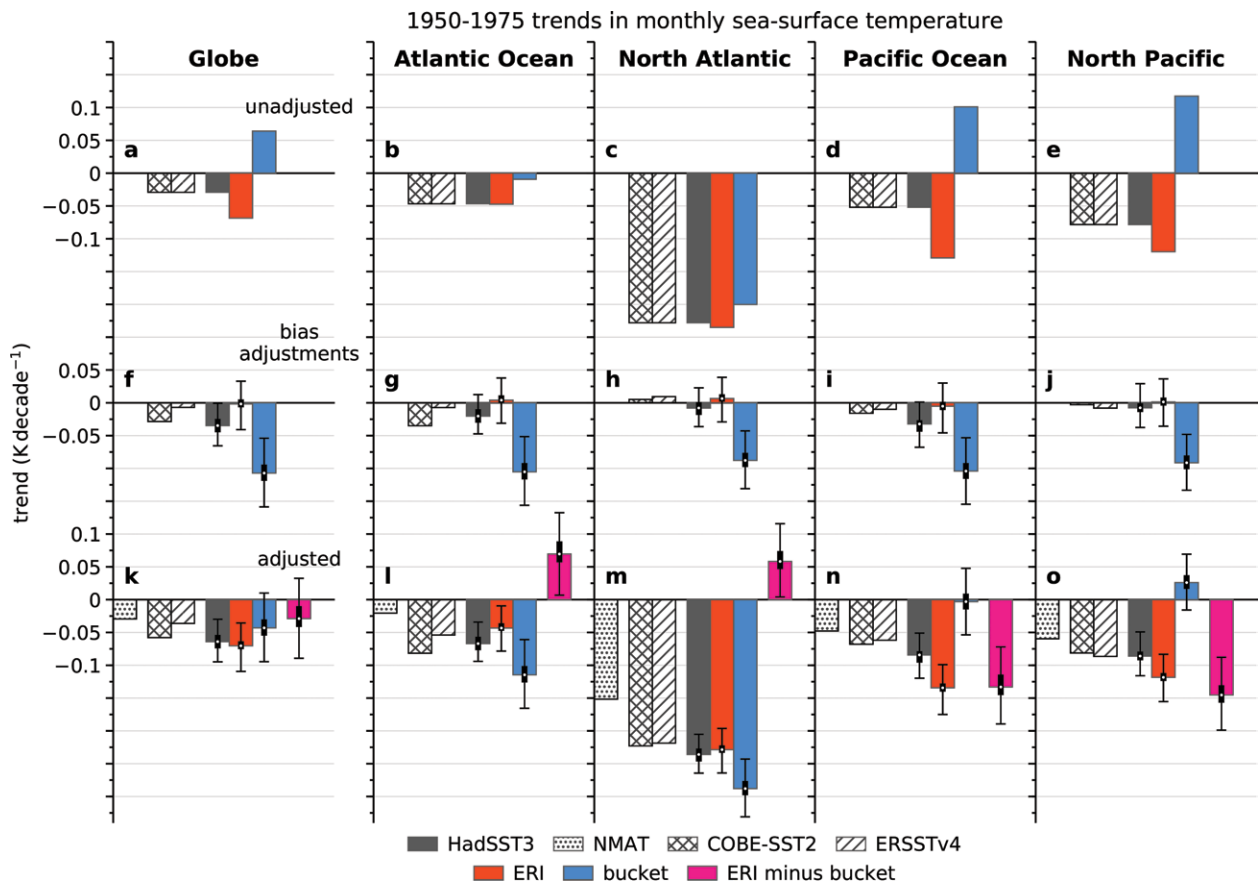 1950-1975 trends in monthly sea-surface temperature
Globe
Atlantic Ocean
North Atlantic
Pacific Ocean
North Pacific
trend (K decade⁻¹)
unadjusted
0.1
0.05
0
−0.05
−0.1
a
b
c
d
e
bias
adjustments
0.05
0
−0.05
f
g
h
i
j
adjusted
0.1
0.05
0
−0.05
−0.1
k
l
m
n
o
HadSST3 NMAT COBE-SST2 ERSSTv4
ERI bucket ERI minus bucket